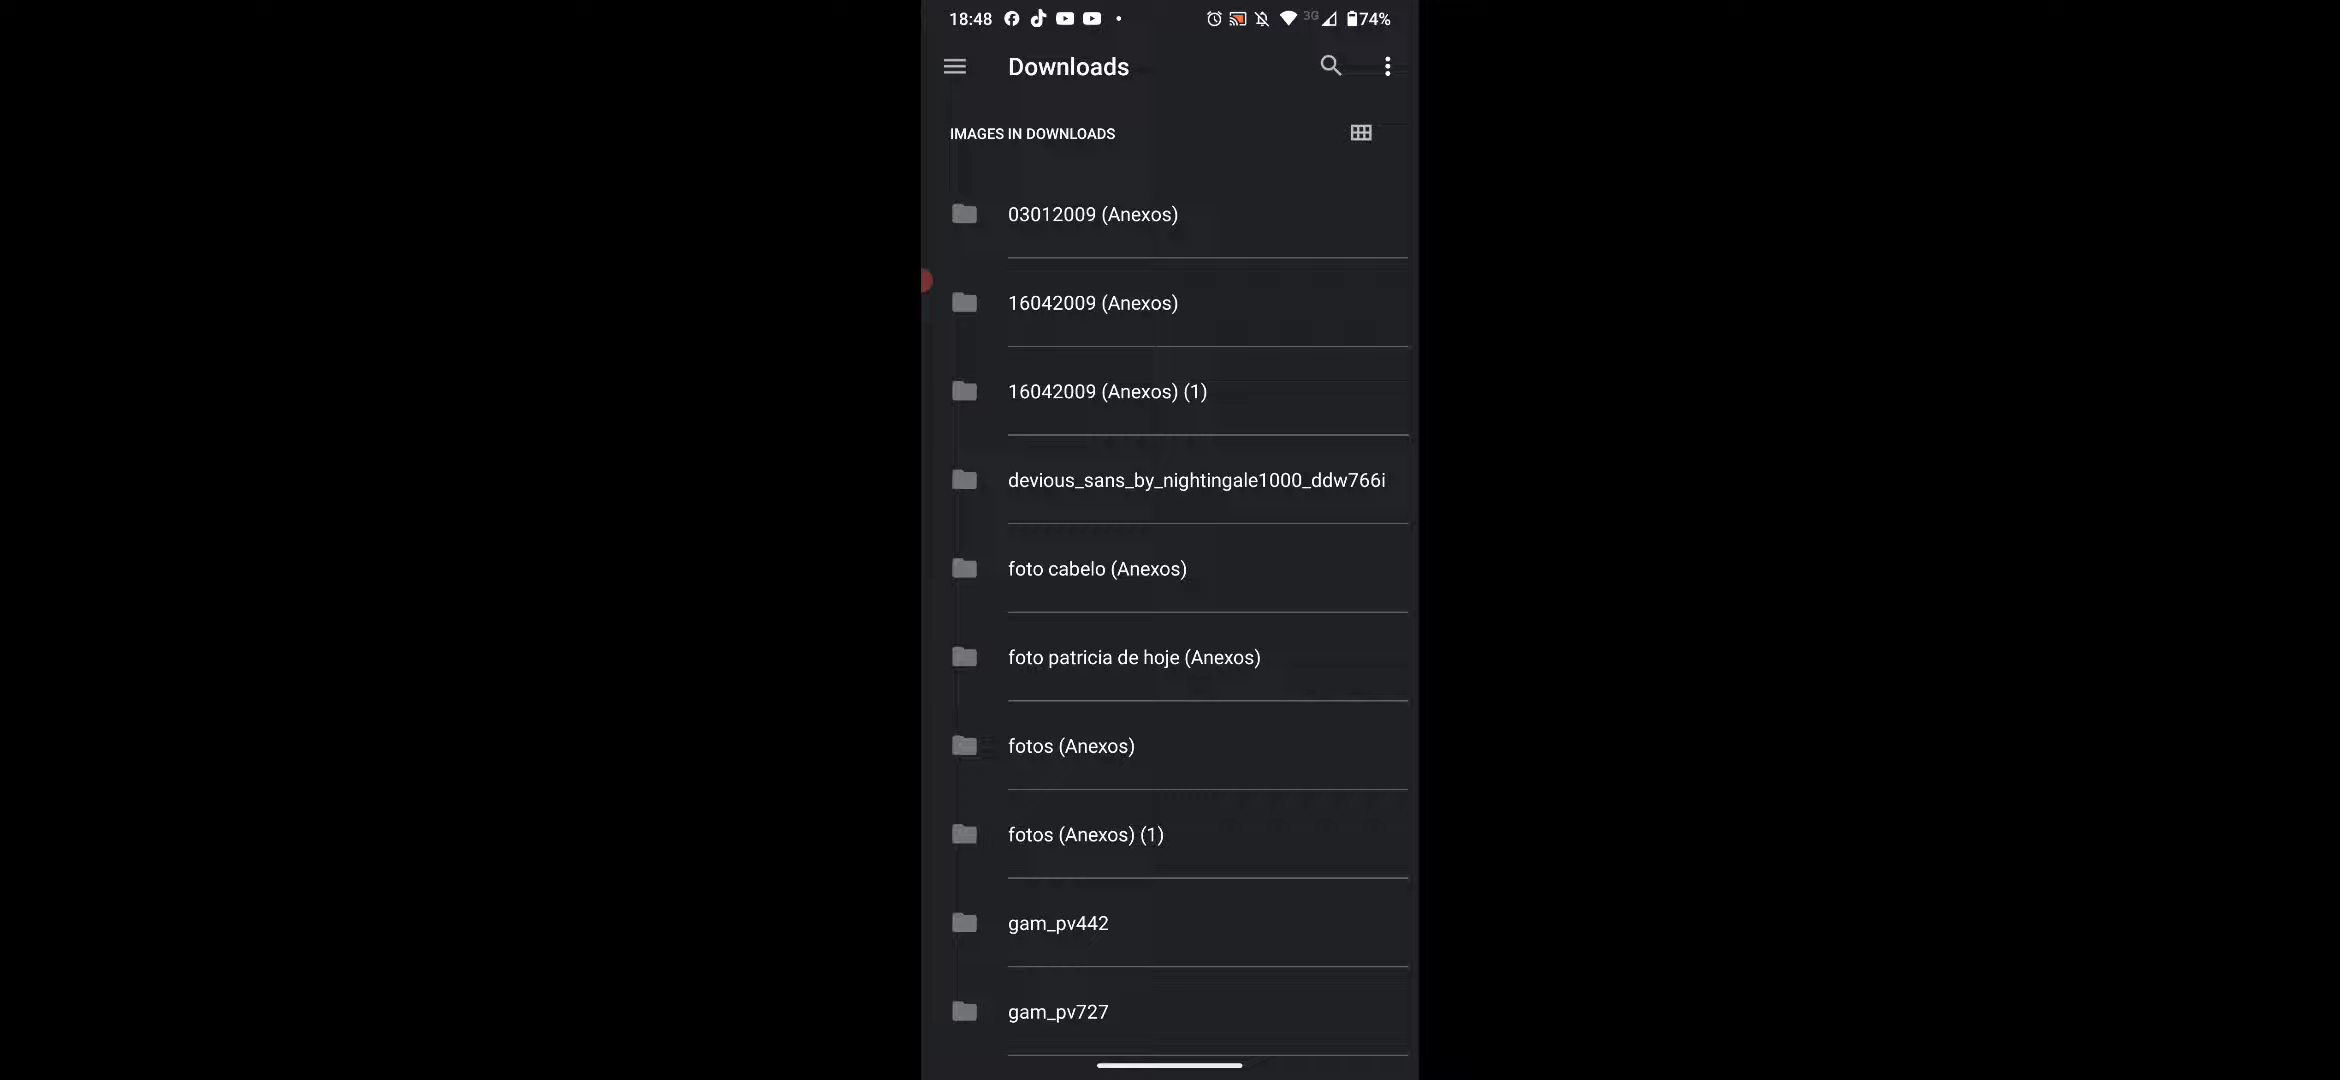 18:48 3G 74%
Downloads
IMAGES IN DOWNLOADS
03012009 (Anexos)
16042009 (Anexos)
16042009 (Anexos) (1)
devious_sans_by_nightingale1000_ddw766i
foto cabelo (Anexos)
foto patricia de hoje (Anexos)
fotos (Anexos)
fotos (Anexos) (1)
gam_pv442
gam_pv727